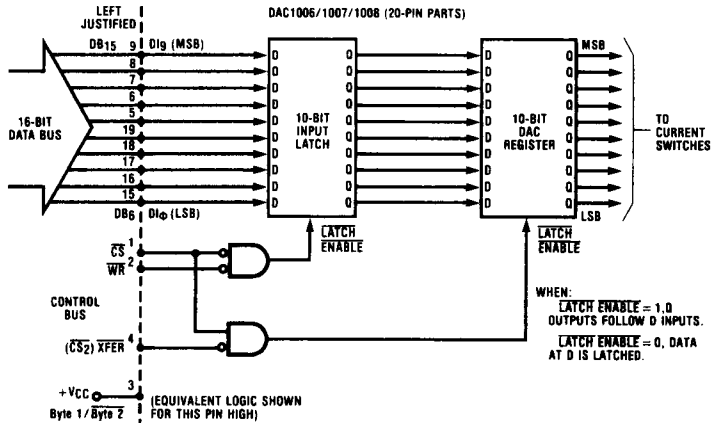 LEFT
JUSTIFIED
DAC1006/1007/1008 (20-PIN PARTS)
DB15 9 DI9 (MSB)
8
7
6
5
19
18
17
16
15
DB6 DIΦ (LSB)
16-BIT
DATA BUS
D Q
D Q
D Q
D Q
D Q
D Q
D Q
D Q
D Q
D Q
10-BIT
INPUT
LATCH
D Q
D Q
D Q
D Q
D Q
D Q
D Q
D Q
D Q
D Q
10-BIT
DAC
REGISTER
MSB
LSB
TO
CURRENT
SWITCHES
LATCH
ENABLE
LATCH
ENABLE
CS 1
WR 2
CONTROL
BUS
(CS2) XFER 4
+VCC 3
Byte 1/Byte 2
(EQUIVALENT LOGIC SHOWN
FOR THIS PIN HIGH)
WHEN:
LATCH ENABLE = 1, Q
OUTPUTS FOLLOW D INPUTS.
LATCH ENABLE = 0, DATA
AT D IS LATCHED.